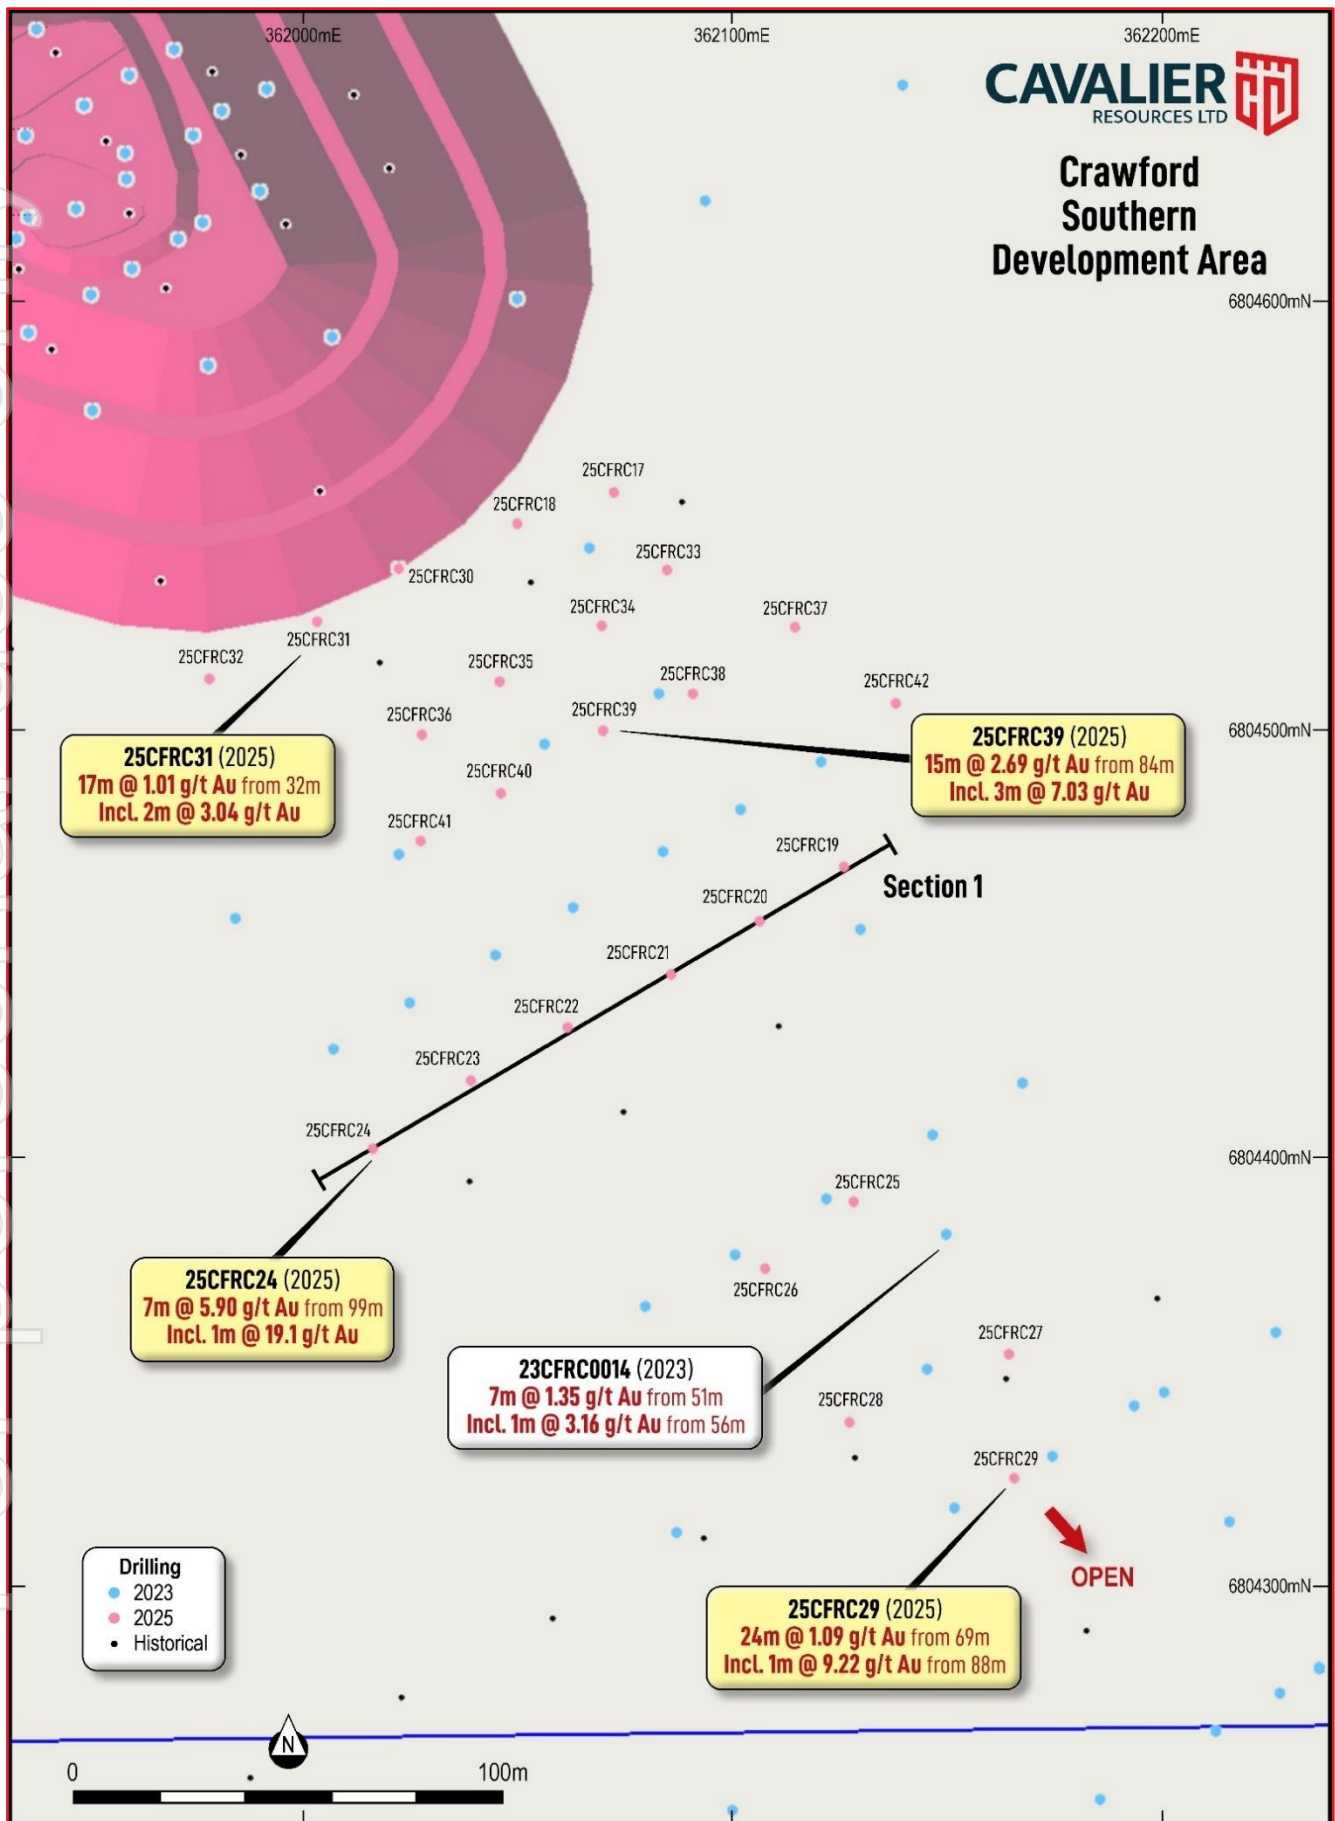 362000mE
362100mE
362200mE
CAVALIER
RESOURCES LTD
Crawford
Southern
Development Area
6804600mN
25CFRC17
25CFRC18
25CFRC33
25CFRC30
25CFRC34
25CFRC37
25CFRC31
25CFRC32
25CFRC35
25CFRC38
25CFRC42
25CFRC36
25CFRC39
6804500mN
25CFRC31 (2025)
17m @ 1.01 g/t Au from 32m
Incl. 2m @ 3.04 g/t Au
25CFRC39 (2025)
15m @ 2.69 g/t Au from 84m
Incl. 3m @ 7.03 g/t Au
25CFRC40
25CFRC41
25CFRC19
Section 1
25CFRC20
25CFRC21
25CFRC22
25CFRC23
25CFRC24
6804400mN
25CFRC25
25CFRC26
25CFRC24 (2025)
7m @ 5.90 g/t Au from 99m
Incl. 1m @ 19.1 g/t Au
25CFRC27
23CFRC0014 (2023)
7m @ 1.35 g/t Au from 51m
Incl. 1m @ 3.16 g/t Au from 56m
25CFRC28
25CFRC29
OPEN
6804300mN
25CFRC29 (2025)
24m @ 1.09 g/t Au from 69m
Incl. 1m @ 9.22 g/t Au from 88m
Drilling
2023
2025
Historical
N
0
100m